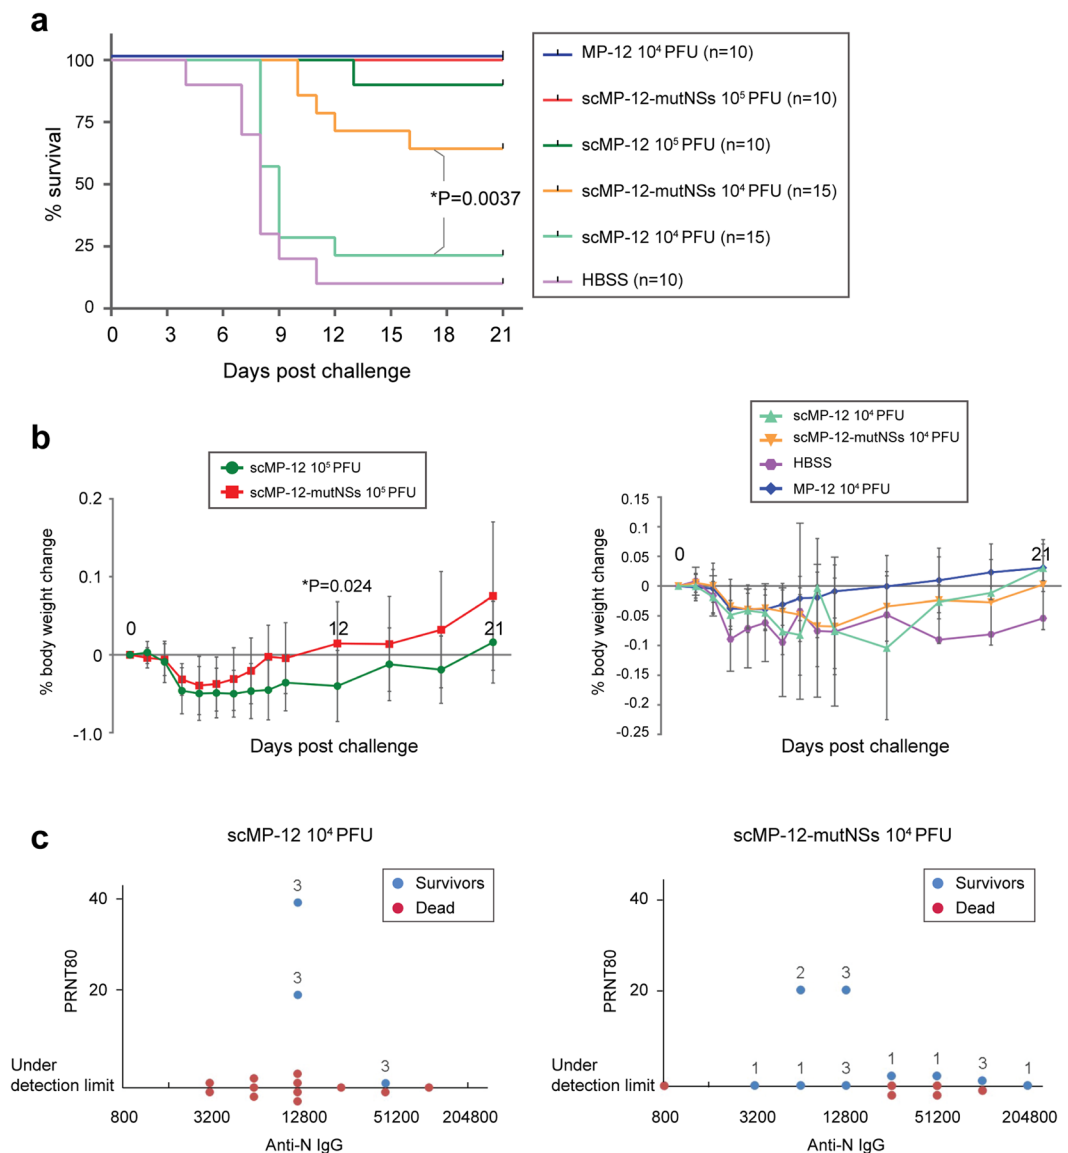 a
% survival
100
75
50
25
0
0 3 6 9 12 15 18 21
Days post challenge
*P=0.0037
MP-12 10⁴ PFU (n=10)
scMP-12-mutNSs 10⁵ PFU (n=10)
scMP-12 10⁵ PFU (n=10)
scMP-12-mutNSs 10⁴ PFU (n=15)
scMP-12 10⁴ PFU (n=15)
HBSS (n=10)
b
scMP-12 10⁵ PFU
scMP-12-mutNSs 10⁵ PFU
% body weight change
0.2
0.1
0
-1.0
*P=0.024
0 12 21
Days post challenge
scMP-12 10⁴ PFU
scMP-12-mutNSs 10⁴ PFU
HBSS
MP-12 10⁴ PFU
% body weight change
0.15
0.1
0.05
0
-0.05
-0.1
-0.15
-0.2
-0.25
0 21
Days post challenge
c
scMP-12 10⁴ PFU
Survivors
Dead
PRNT80
40
20
Under
detection limit
3
3
3
800 3200 12800 51200 204800
Anti-N IgG
scMP-12-mutNSs 10⁴ PFU
Survivors
Dead
PRNT80
40
20
Under
detection limit
2 3
1 1 3 1 1 3 1
800 3200 12800 51200 204800
Anti-N IgG